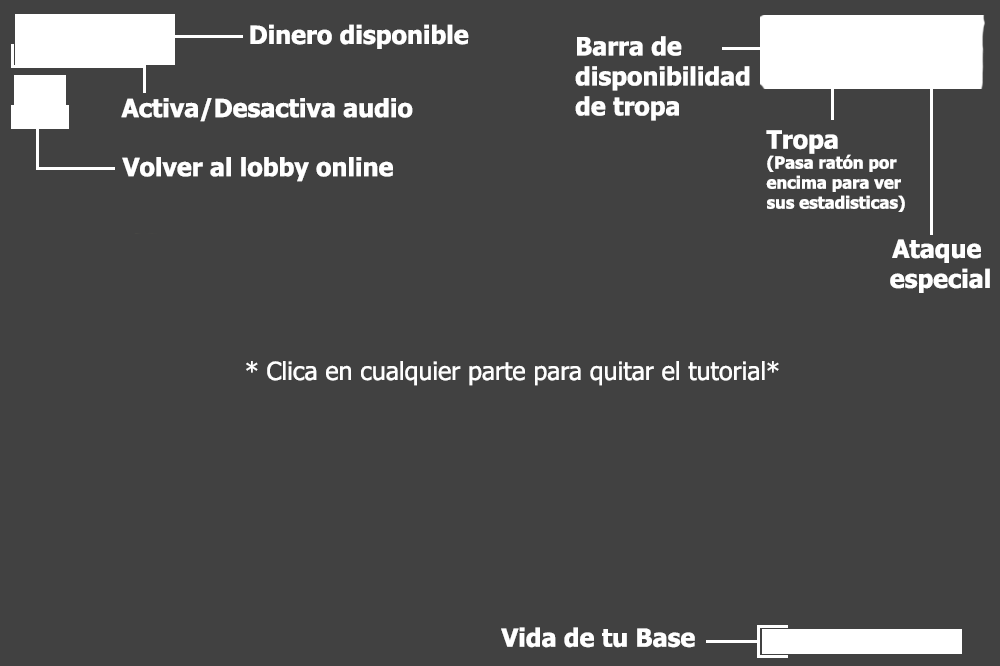 Dinero disponible
Activa/Desactiva audio
Volver al lobby online
Barra de
disponibilidad
de tropa
Tropa
(Pasa ratón por
encima para ver
sus estadisticas)
Ataque
especial
* Clica en cualquier parte para quitar el tutorial*
Vida de tu Base